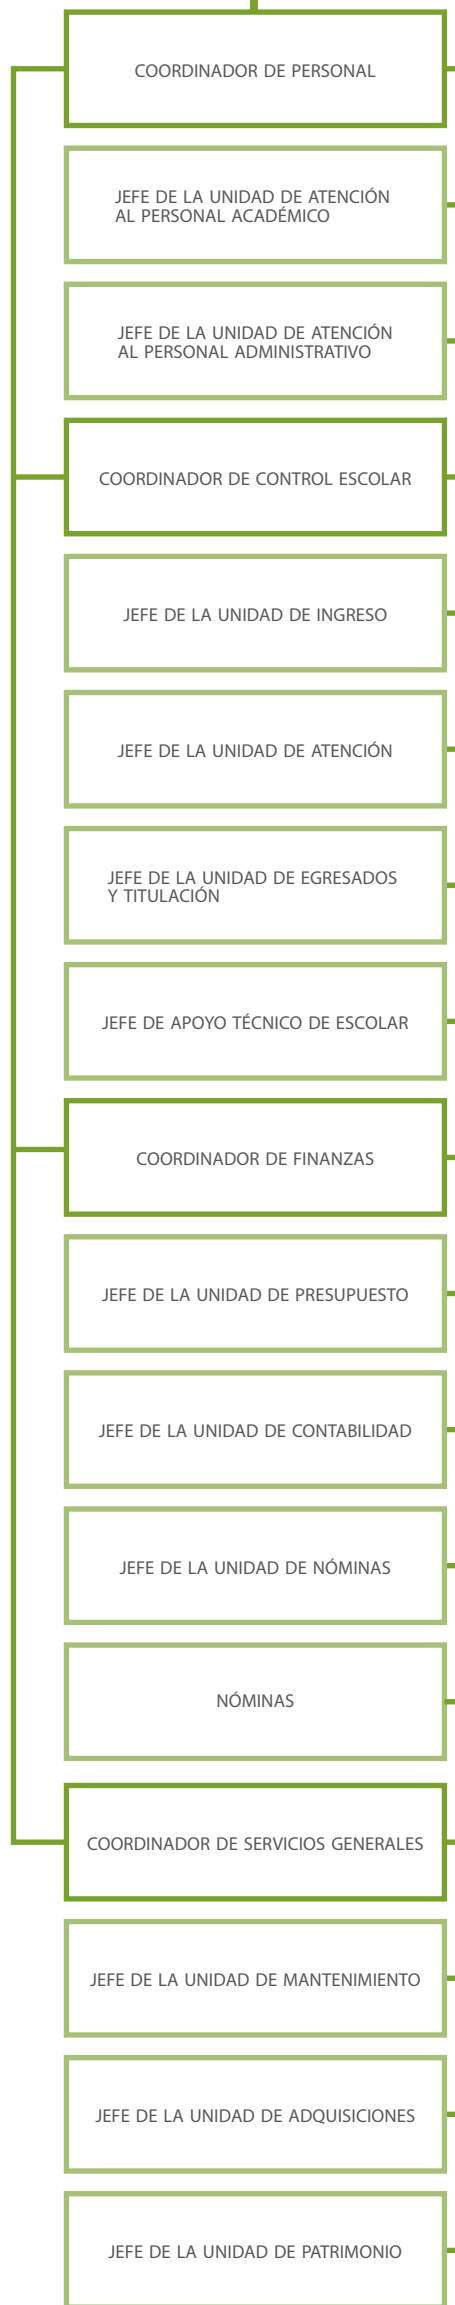 COORDINADOR DE PERSONAL
JEFE DE LA UNIDAD DE ATENCIÓN
AL PERSONAL ACADÉMICO
JEFE DE LA UNIDAD DE ATENCIÓN
AL PERSONAL ADMINISTRATIVO
COORDINADOR DE CONTROL ESCOLAR
JEFE DE LA UNIDAD DE INGRESO
JEFE DE LA UNIDAD DE ATENCIÓN
JEFE DE LA UNIDAD DE EGRESADOS
Y TITULACIÓN
JEFE DE APOYO TÉCNICO DE ESCOLAR
COORDINADOR DE FINANZAS
JEFE DE LA UNIDAD DE PRESUPUESTO
JEFE DE LA UNIDAD DE CONTABILIDAD
JEFE DE LA UNIDAD DE NÓMINAS
NÓMINAS
COORDINADOR DE SERVICIOS GENERALES
JEFE DE LA UNIDAD DE MANTENIMIENTO
JEFE DE LA UNIDAD DE ADQUISICIONES
JEFE DE LA UNIDAD DE PATRIMONIO